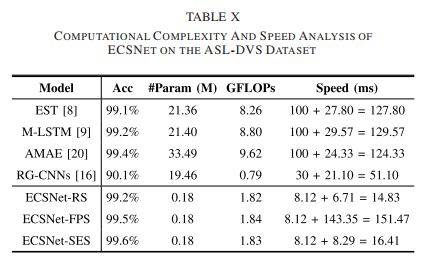 TABLE X
COMPUTATIONAL COMPLEXITY AND SPEED ANALYSIS OF
ECSNET ON THE ASL-DVS DATASET
Model Acc #Param (M) GFLOPs Speed (ms)
EST [8] 99.1% 21.36 8.26 100 + 27.80 = 127.80
M-LSTM [9] 99.2% 21.40 8.80 100 + 29.57 = 129.57
AMAE [20] 99.4% 33.49 9.62 100 + 24.33 = 124.33
RG-CNNs [16] 90.1% 19.46 0.79 30 + 21.10 = 51.10
ECSNet-RS 99.2% 0.18 1.82 8.12 + 6.71 = 14.83
ECSNet-FPS 99.5% 0.18 1.84 8.12 + 143.35 = 151.47
ECSNet-SES 99.6% 0.18 1.83 8.12 + 8.29 = 16.41